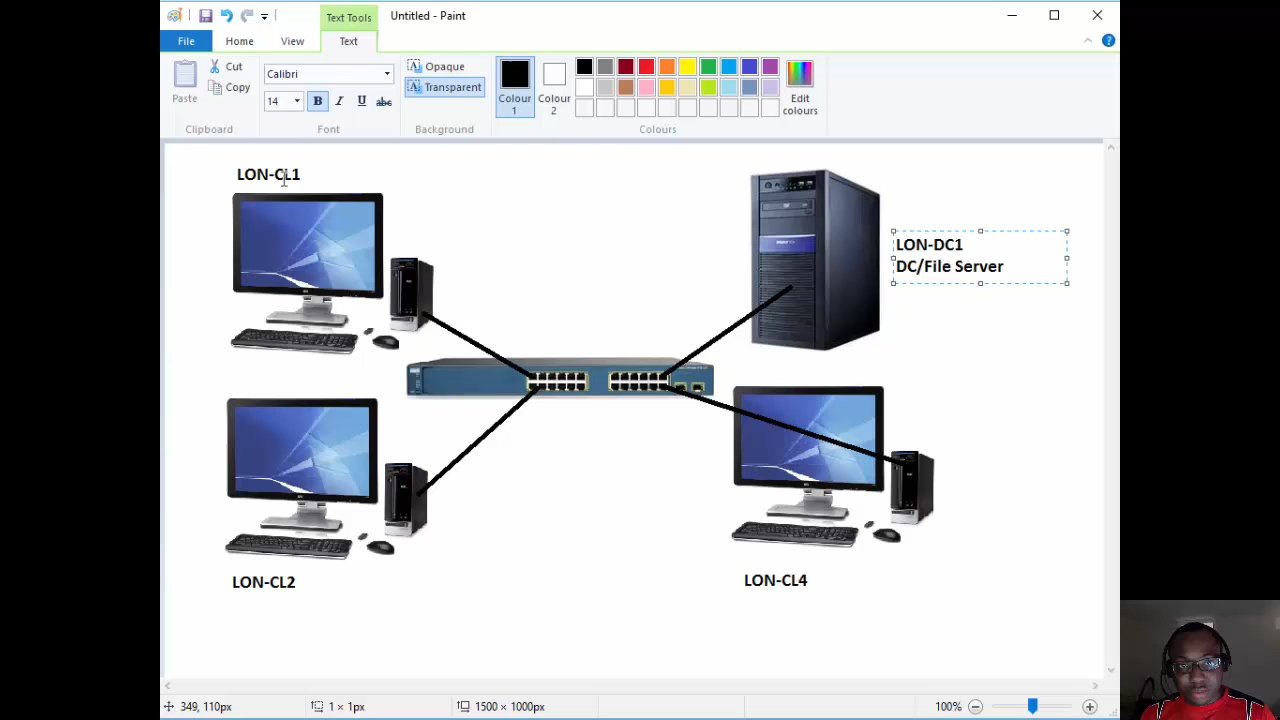 Text Tools
Untitled - Paint
File
Home
View
Text
Paste
Cut
Copy
Calibri
14
B
I
U
abc
Opaque
Transparent
Colour
1
Colour
2
Edit
colours
Clipboard
Font
Background
Colours
LON-CL1
LON-DC1
DC/File Server
LON-CL2
LON-CL4
349, 110px
1 × 1px
1500 × 1000px
100%